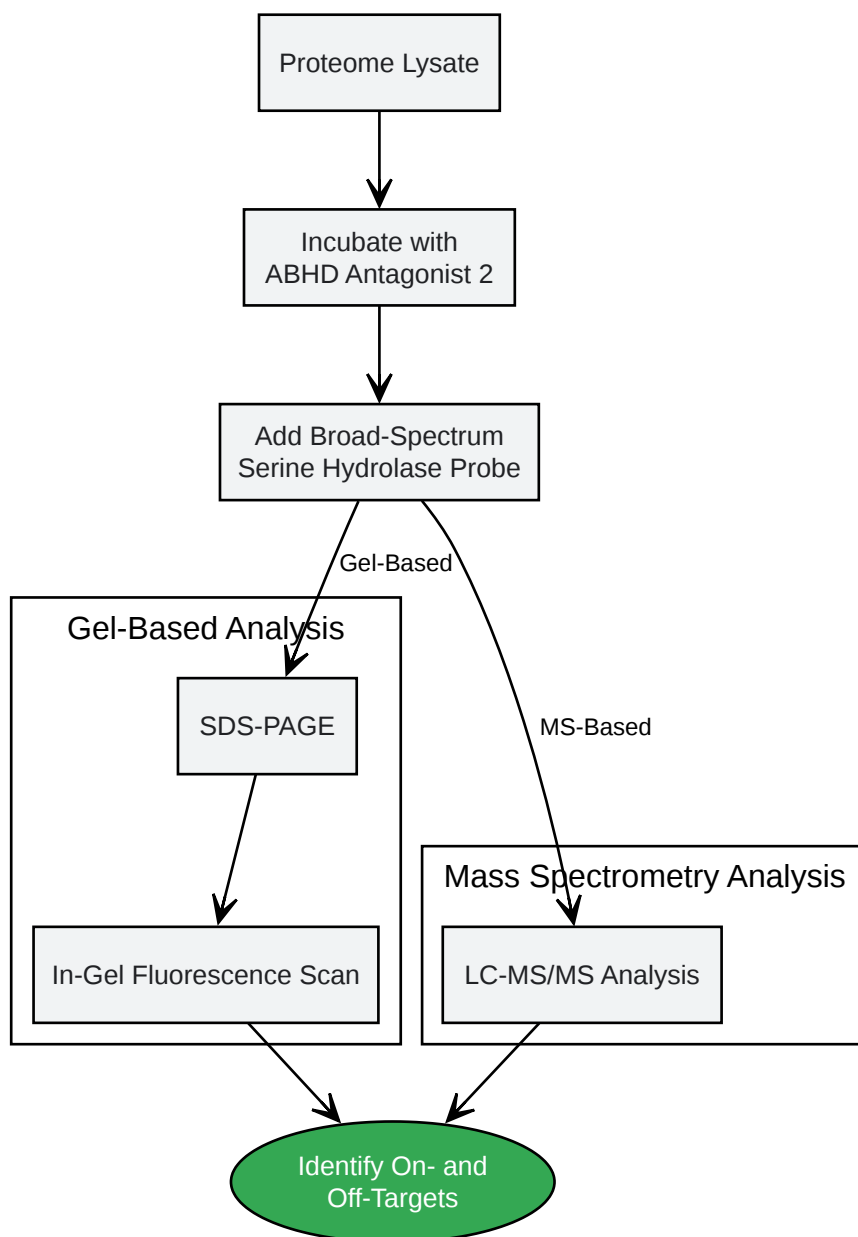 Proteome Lysate
Incubate with
ABHD Antagonist 2
Add Broad-Spectrum
Serine Hydrolase Probe
Gel-Based
Gel-Based Analysis
SDS-PAGE
MS-Based
Mass Spectrometry Analysis
In-Gel Fluorescence Scan
LC-MS/MS Analysis
Identify On- and
Off-Targets